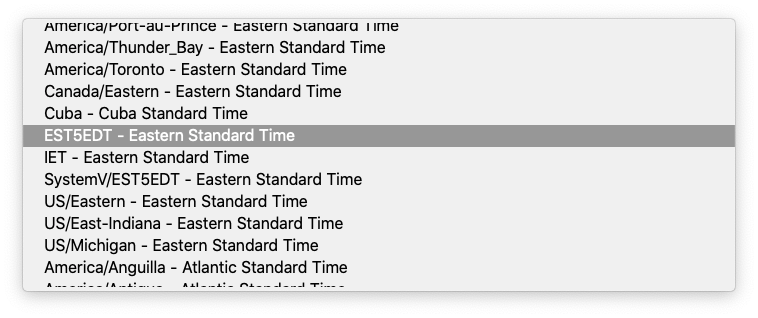 America/Port-au-Prince - Eastern Standard Time
America/Thunder_Bay - Eastern Standard Time
America/Toronto - Eastern Standard Time
Canada/Eastern - Eastern Standard Time
Cuba - Cuba Standard Time
EST5EDT - Eastern Standard Time
IET - Eastern Standard Time
SystemV/EST5EDT - Eastern Standard Time
US/Eastern - Eastern Standard Time
US/East-Indiana - Eastern Standard Time
US/Michigan - Eastern Standard Time
America/Anguilla - Atlantic Standard Time
America/Antigua - Atlantic Standard Time